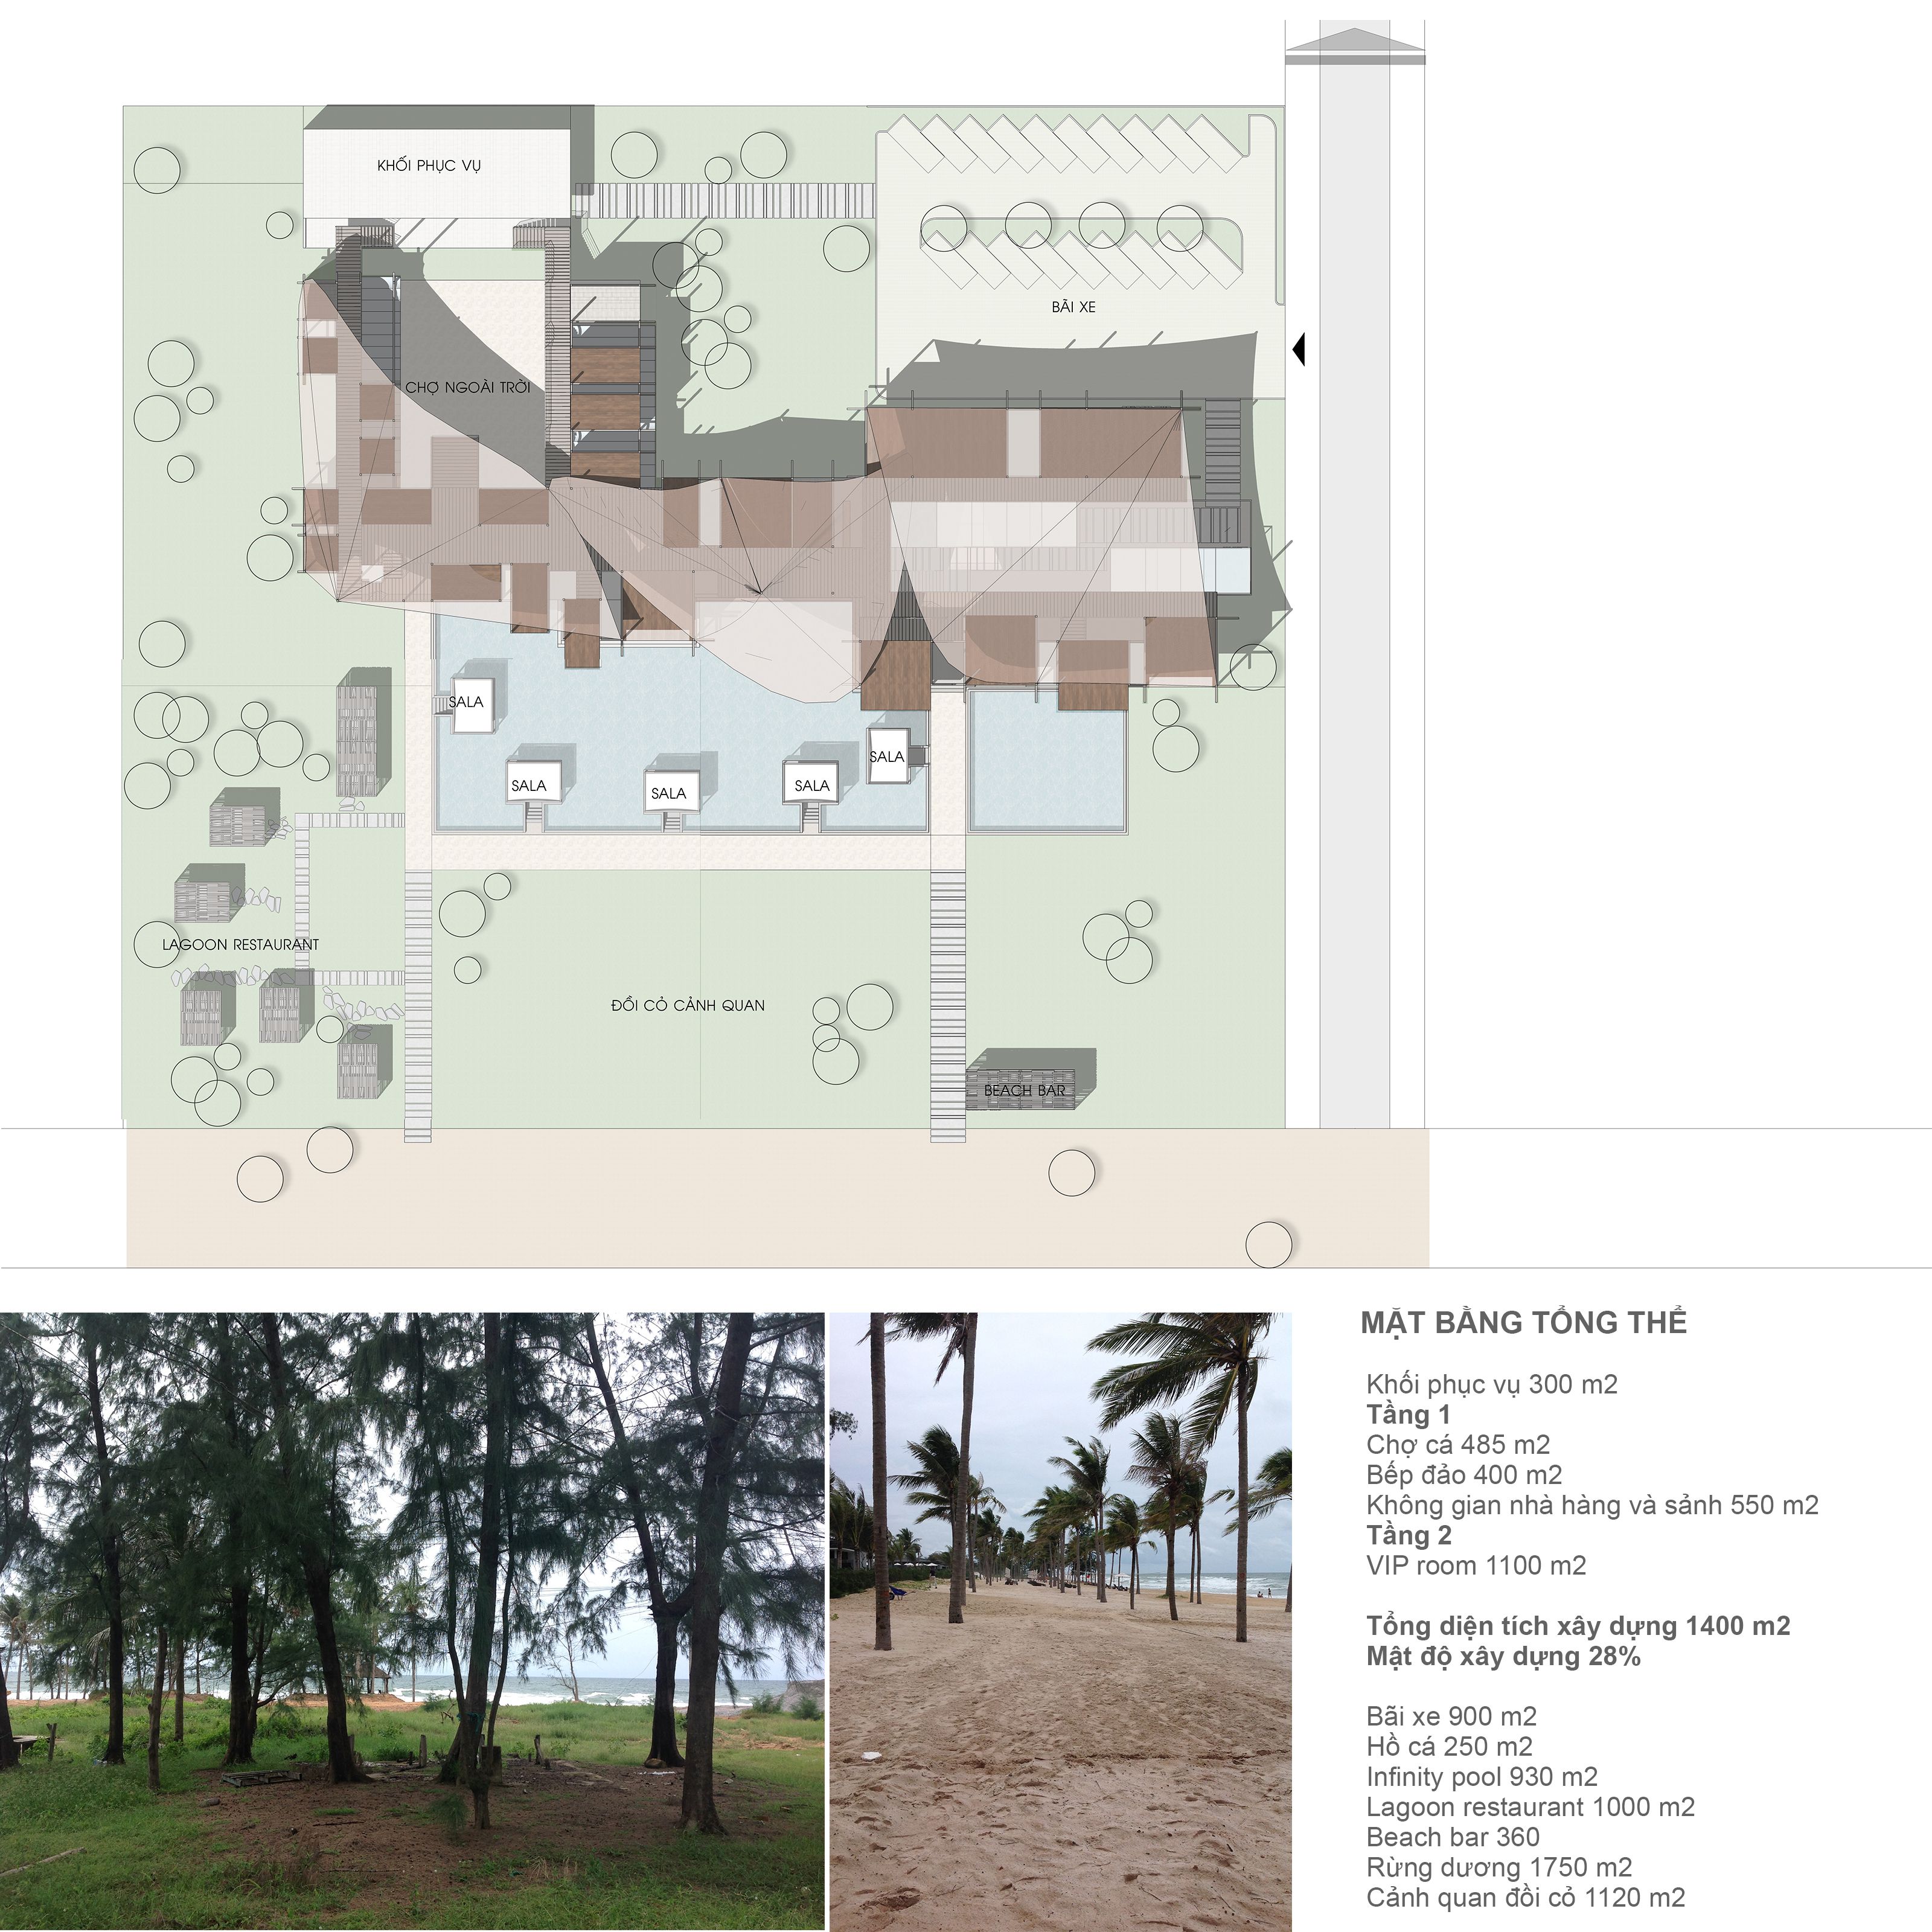 KHỐI PHỤC VỤ
BÃI XE
CHỢ NGOÀI TRỜI
SALA
SALA
SALA
SALA
SALA
LAGOON RESTAURANT
ĐỒI CỎ CẢNH QUAN
BEACH BAR
MẶT BẰNG TỔNG THỂ
Khối phục vụ 300 m2
Tầng 1
Chợ cá 485 m2
Bếp đảo 400 m2
Không gian nhà hàng và sảnh 550 m2
Tầng 2
VIP room 1100 m2
Tổng diện tích xây dựng 1400 m2
Mật độ xây dựng 28%
Bãi xe 900 m2
Hồ cá 250 m2
Infinity pool 930 m2
Lagoon restaurant 1000 m2
Beach bar 360
Rừng dương 1750 m2
Cảnh quan đồi cỏ 1120 m2